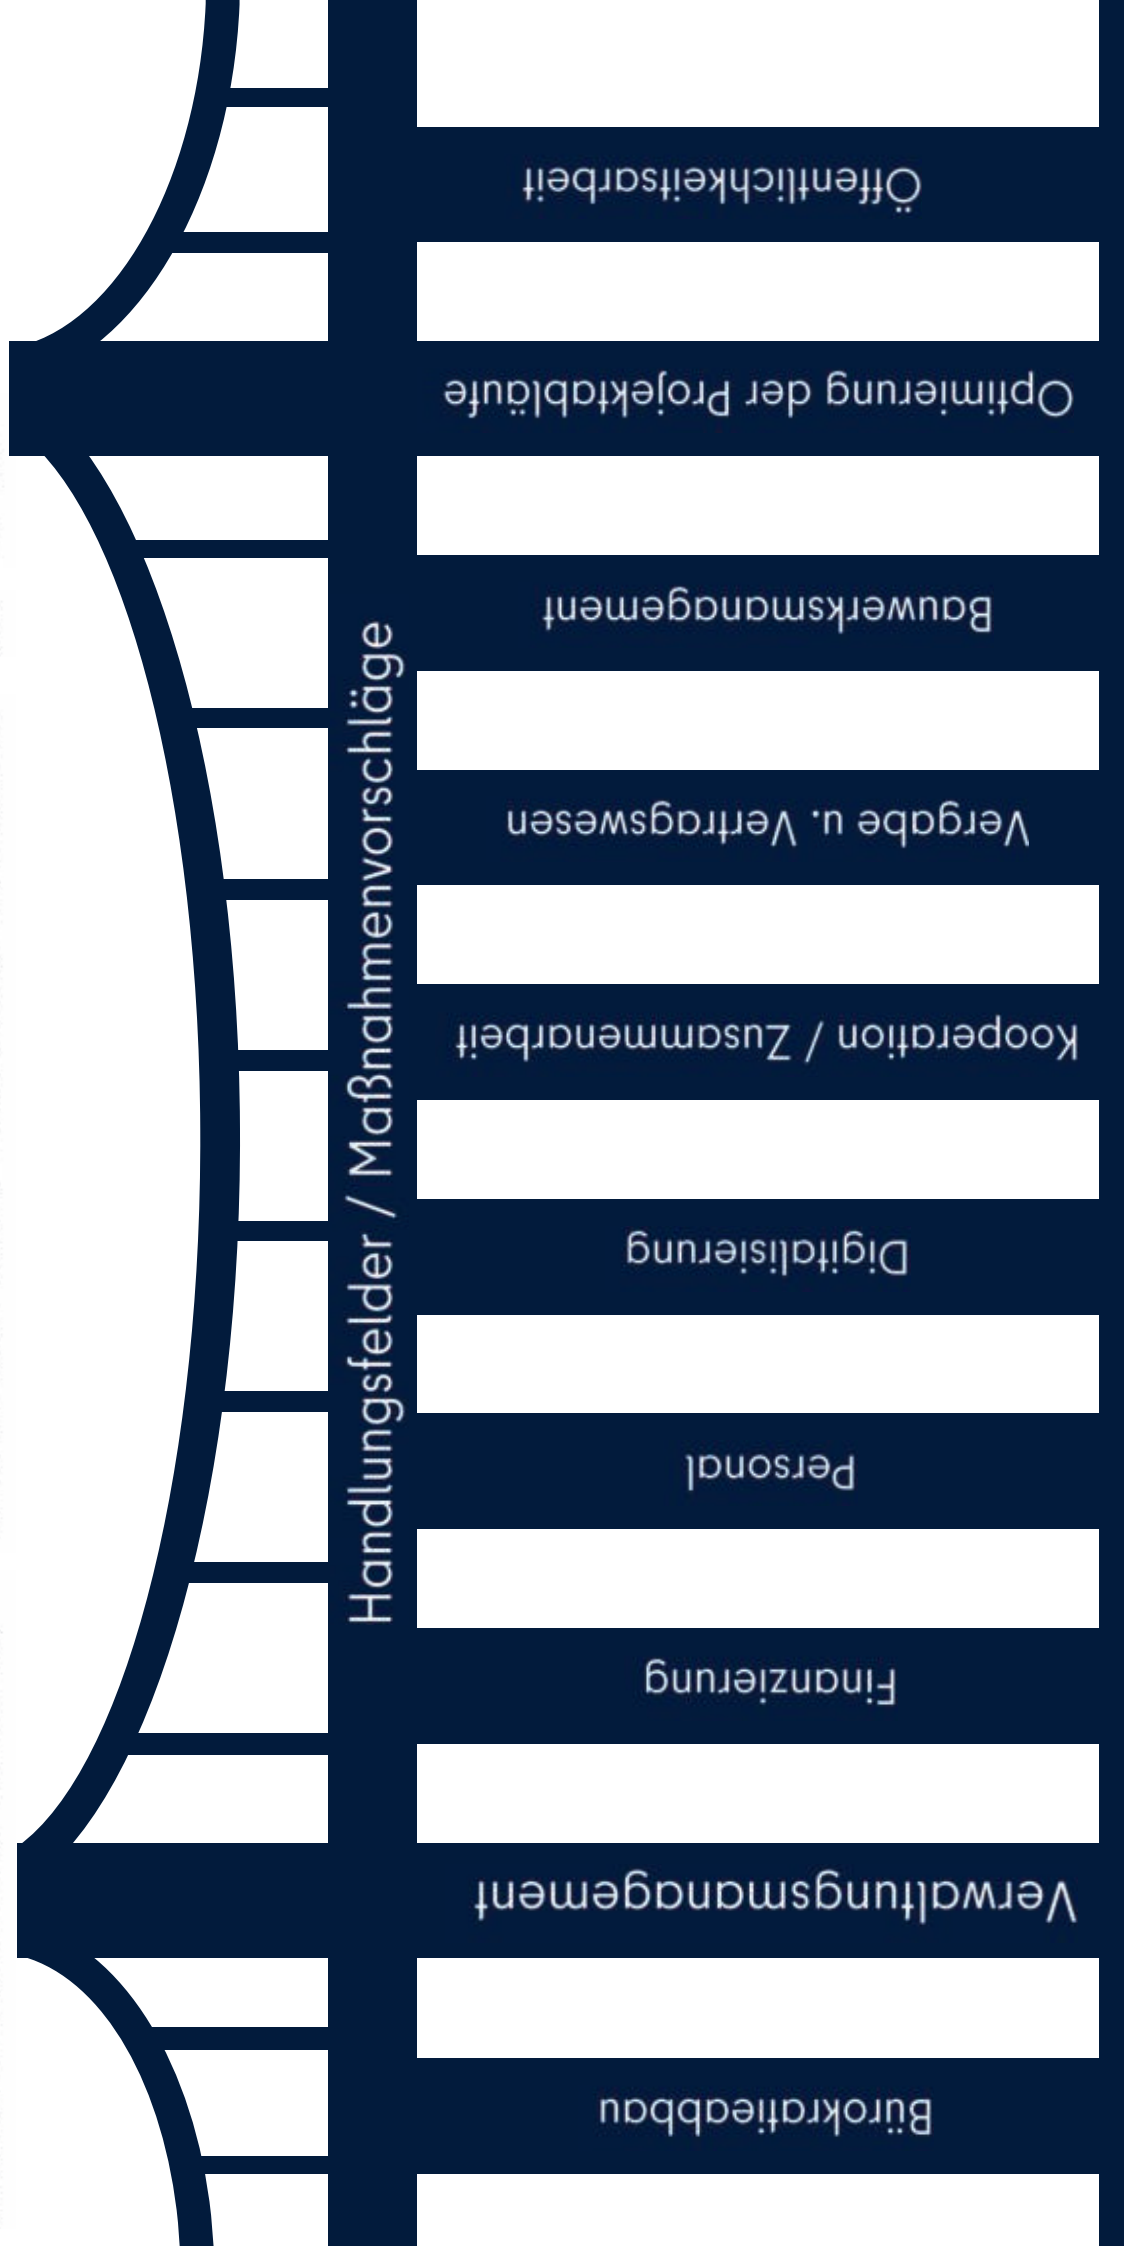 Handlungsfelder / Maßnahmenvorschläge
Bürokratieabbau
Verwaltungsmanagement
Finanzierung
Personal
Digitalisierung
Kooperation / Zusammenarbeit
Vergabe u. Vertragswesen
Bauwerksmanagement
Optimierung der Projektabläufe
Öffentlichkeitsarbeit